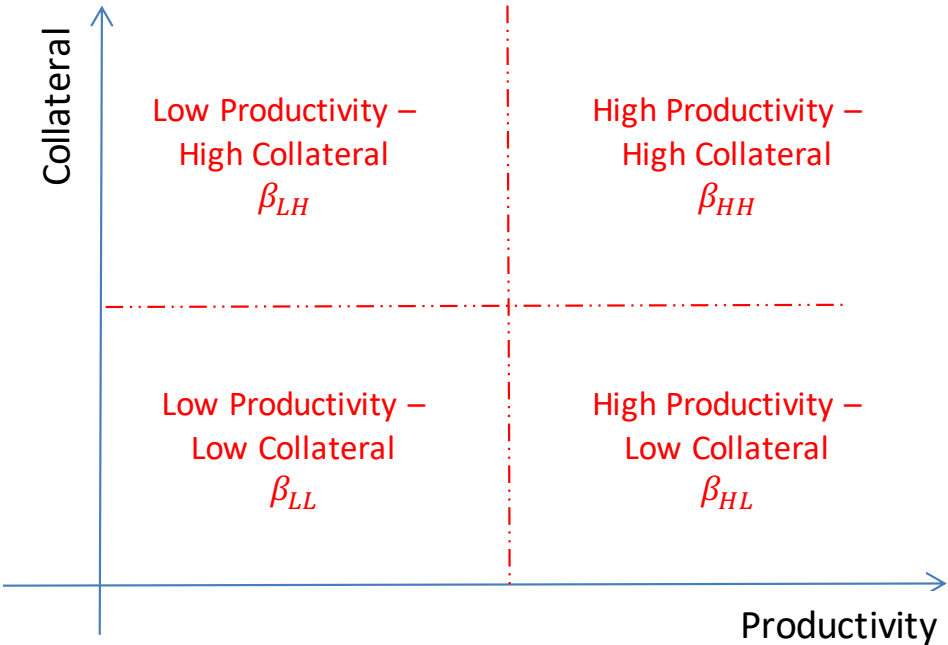 Collateral
Low Productivity –
High Collateral
β_LH
High Productivity –
High Collateral
β_HH
Low Productivity –
Low Collateral
β_LL
High Productivity –
Low Collateral
β_HL
Productivity